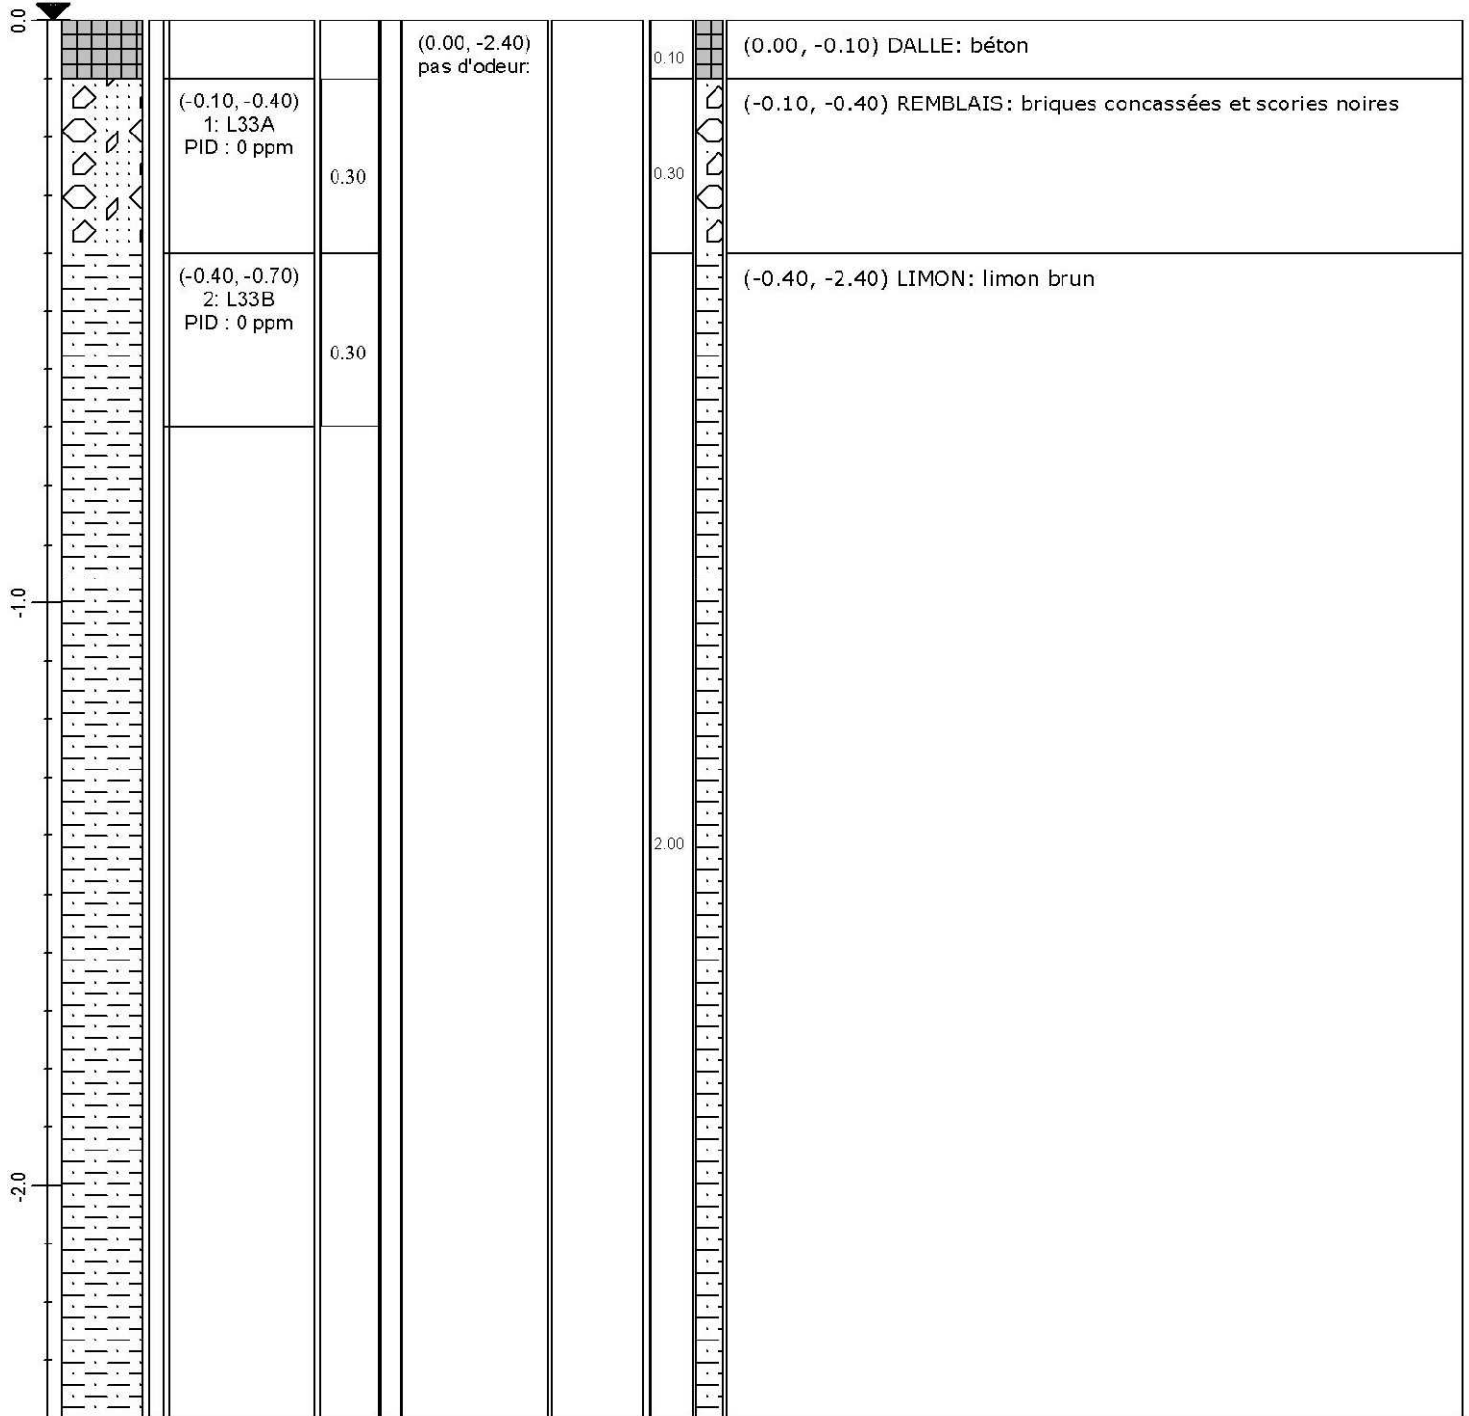 0.0
(0.00, -2.40)
pas d'odeur:
0.10
(0.00, -0.10) DALLE: béton
(-0.10, -0.40)
1: L33A
PID : 0 ppm
0.30
0.30
(-0.10, -0.40) REMBLAIS: briques concassées et scories noires
(-0.40, -0.70)
2: L33B
PID : 0 ppm
0.30
(-0.40, -2.40) LIMON: limon brun
-1.0
2.00
-2.0